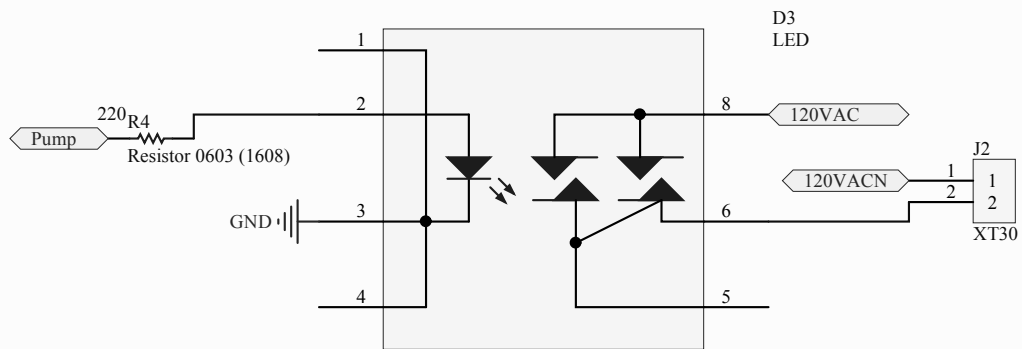 D3
LED
1
2
220
R4
Pump
Resistor 0603 (1608)
8
120VAC
J2
120VACN
1
1
2
2
XT30
GND
3
6
4
5